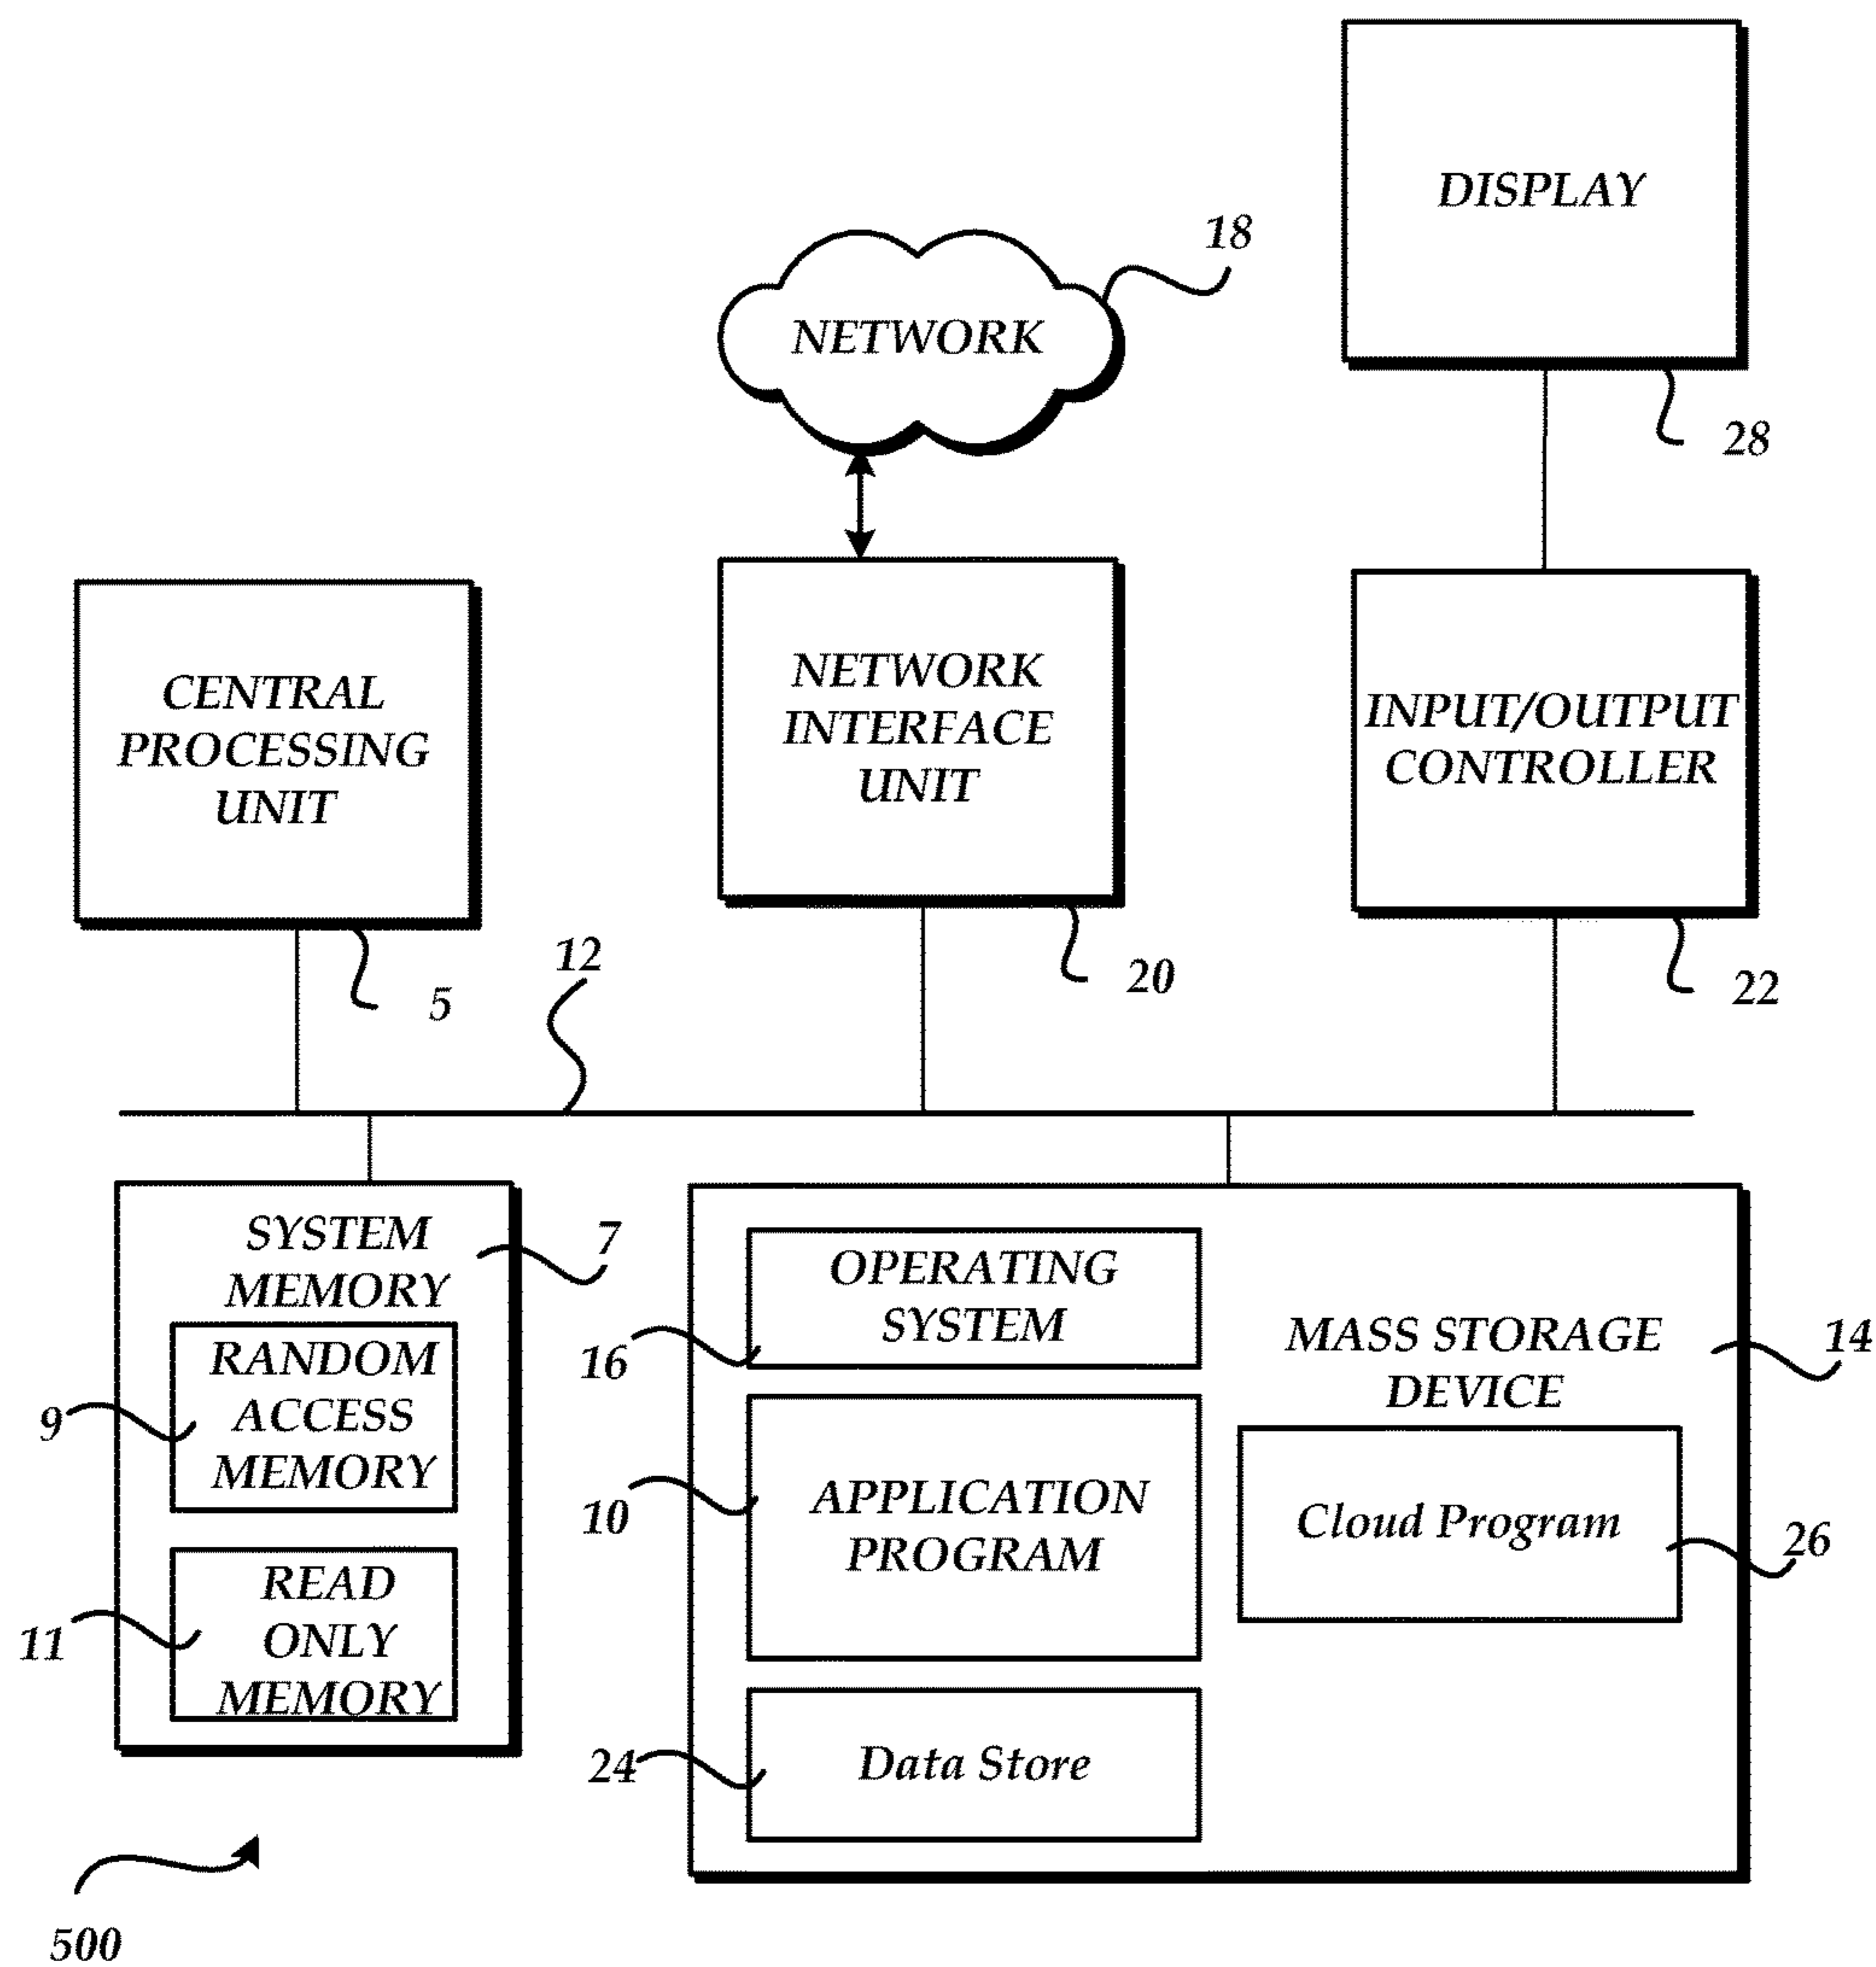 DISPLAY
28
18
NETWORK
CENTRAL
PROCESSING
UNIT
5
NETWORK
INTERFACE
UNIT
20
INPUT/OUTPUT
CONTROLLER
22
12
SYSTEM
MEMORY
7
RANDOM
ACCESS
MEMORY
9
READ
ONLY
MEMORY
11
OPERATING
SYSTEM
16
MASS STORAGE
DEVICE
14
APPLICATION
PROGRAM
10
Cloud Program
26
Data Store
24
500